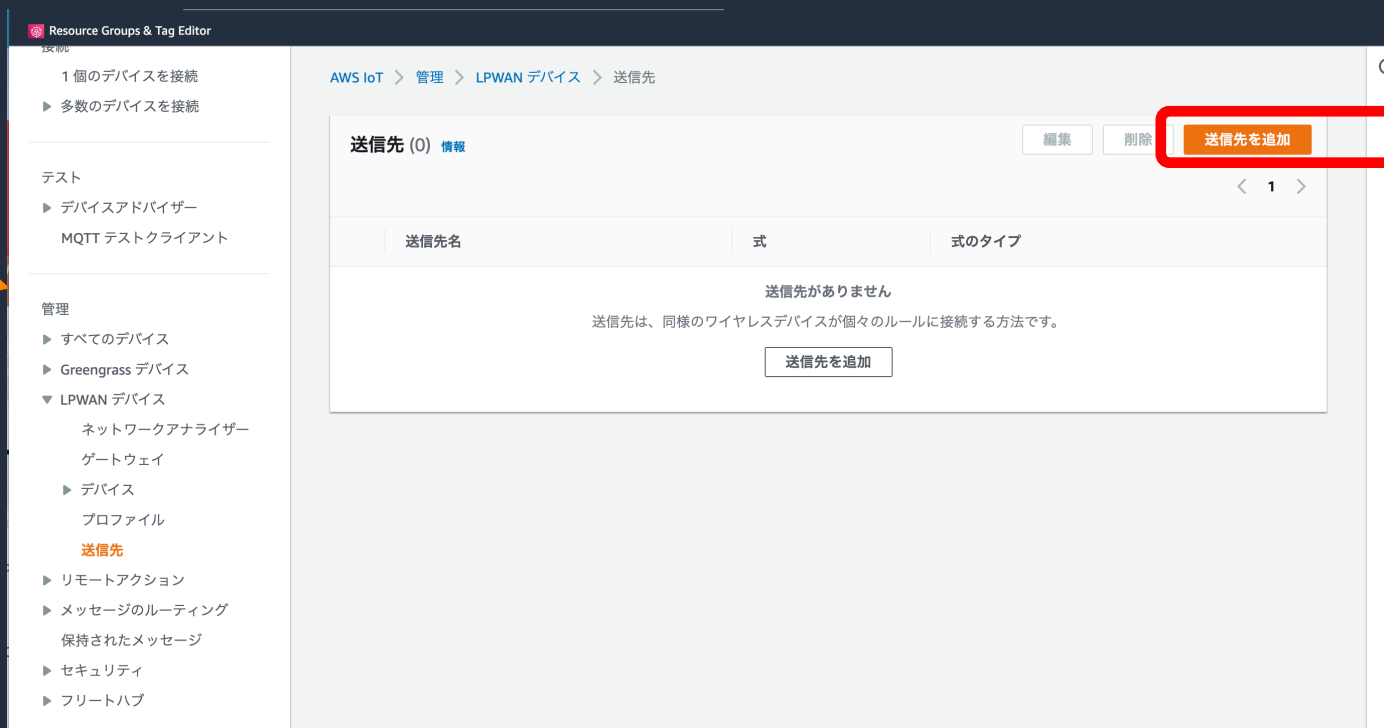 Resource Groups & Tag Editor
接続
1 個のデバイスを接続
多数のデバイスを接続
テスト
デバイスアドバイザー
MQTT テストクライアント
管理
すべてのデバイス
Greengrass デバイス
LPWAN デバイス
ネットワークアナライザー
ゲートウェイ
デバイス
プロファイル
送信先
リモートアクション
メッセージのルーティング
保持されたメッセージ
セキュリティ
フリートハブ
AWS IoT 管理 LPWAN デバイス 送信先
送信先 (0) 情報
編集 削除 送信先を追加
1
送信先名 式 式のタイプ
送信先がありません
送信先は、同様のワイヤレスデバイスが個々のルールに接続する方法です。
送信先を追加